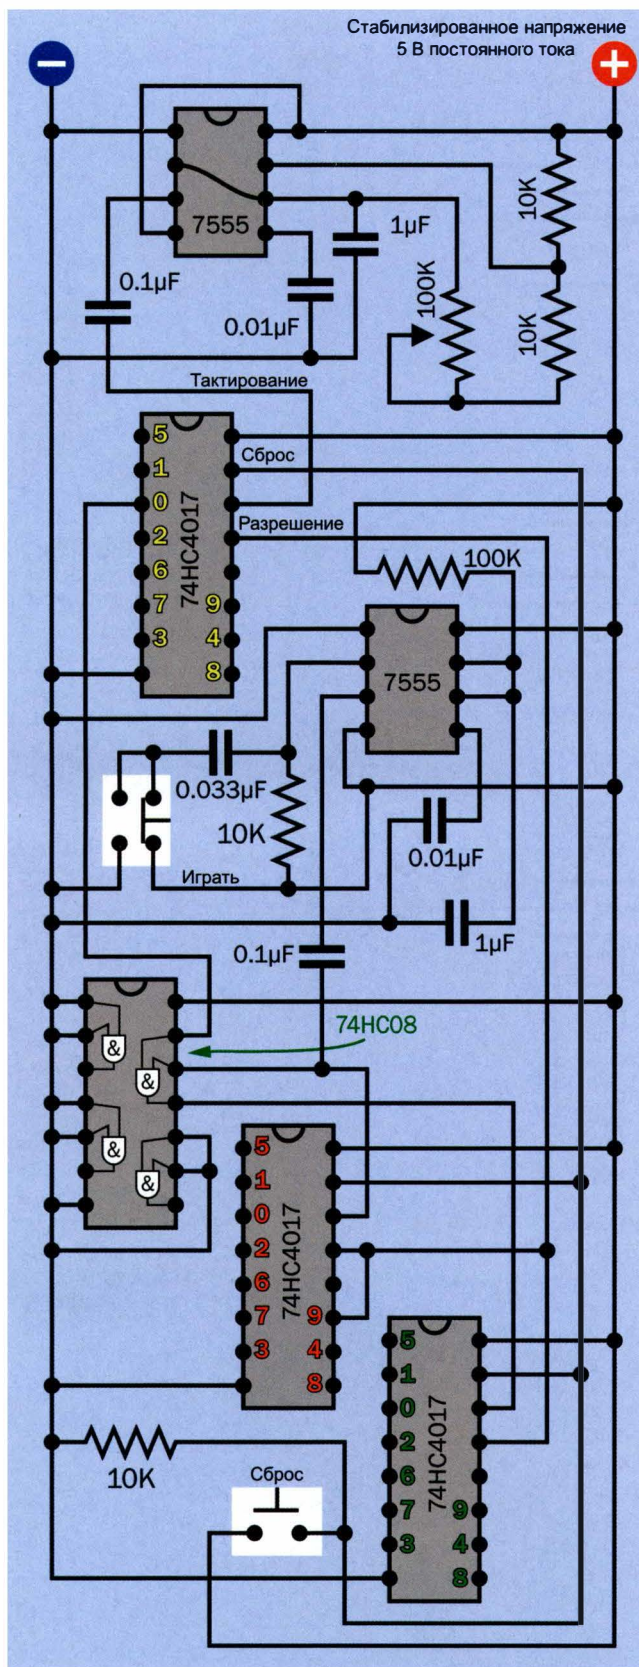 Стабилизированное напряжение
5 В постоянного тока
−
+
7555
10K
1µF
100K
0.1µF
0.01µF
10K
Тактирование
5
1
0
2
6
7
3
9
4
8
74HC4017
Сброс
Разрешение
100K
7555
0.033µF
10K
0.01µF
Играть
1µF
0.1µF
74HC08
&
&
&
&
5
1
0
2
6
7
3
9
4
8
74HC4017
5
1
0
2
6
7
3
9
4
8
74HC4017
10K
Сброс